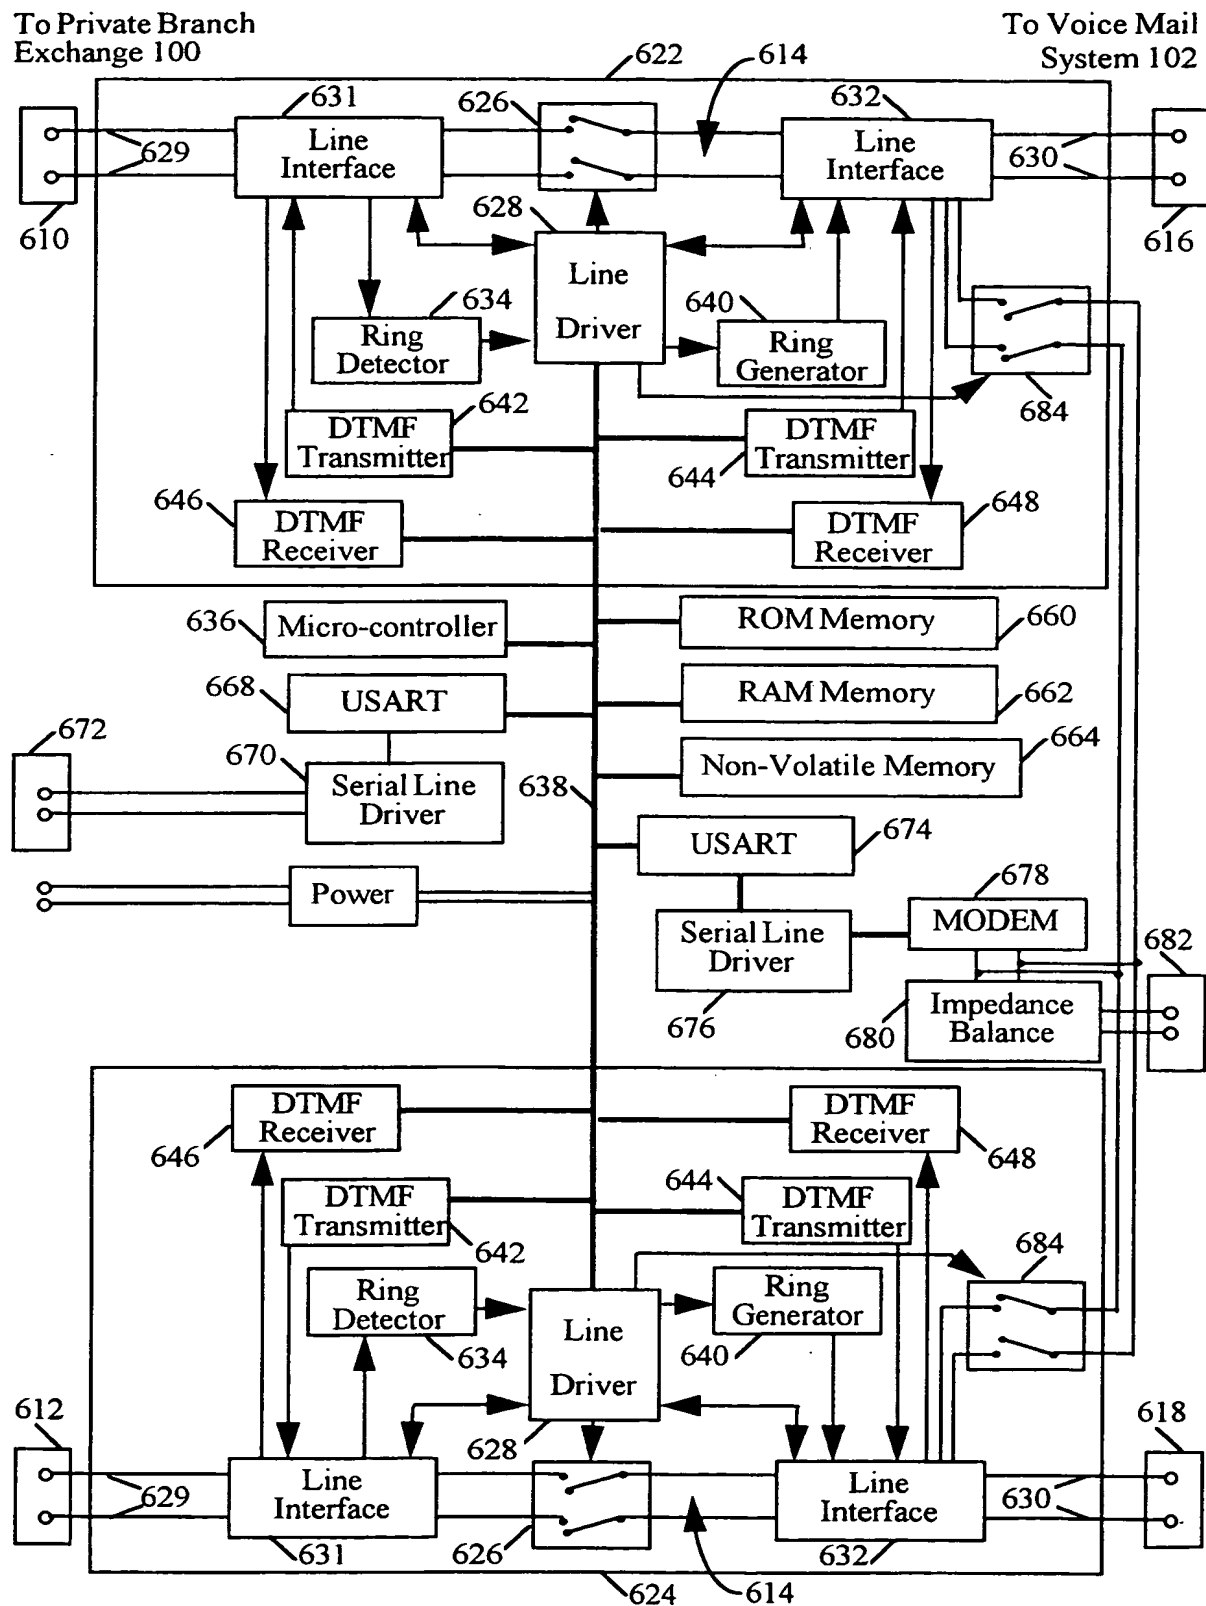 To Private Branch
Exchange 100
To Voice Mail
System 102
622
614
631
626
632
Line
Interface
Line
Interface
629
630
610
616
628
Line
Driver
634
640
Ring
Detector
Ring
Generator
684
642
DTMF
Transmitter
DTMF
Transmitter
644
646
648
DTMF
Receiver
DTMF
Receiver
636
Micro-controller
ROM Memory
660
668
USART
RAM Memory
662
672
664
670
Serial Line
Driver
Non-Volatile Memory
638
USART
674
Power
678
MODEM
Serial Line
Driver
682
676
680
Impedance
Balance
DTMF
Receiver
DTMF
Receiver
646
648
644
DTMF
Transmitter
DTMF
Transmitter
642
684
Ring
Detector
Ring
Generator
Line
Driver
634
640
612
618
628
Line
Interface
Line
Interface
629
630
631
626
632
624
614